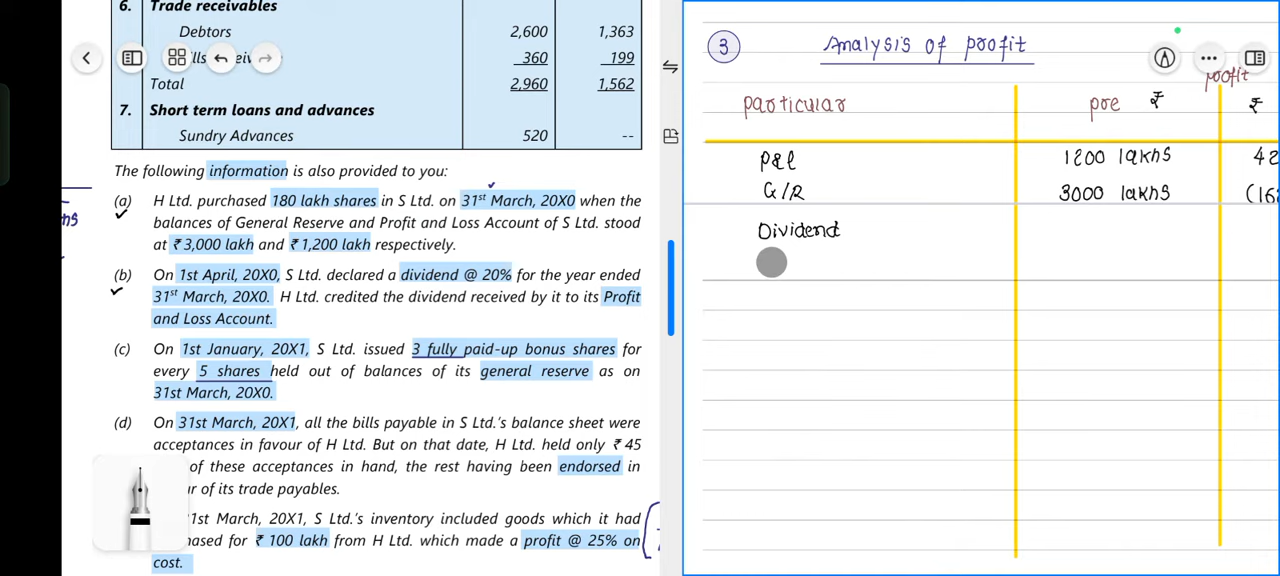 6. Trade receivables
Debtors 2,600 1,363
360 199
Total 2,960 1,562
7. Short term loans and advances
Sundry Advances 520 --
The following information is also provided to you:
(a) H Ltd. purchased 180 lakh shares in S Ltd. on 31st March, 20X0 when the
balances of General Reserve and Profit and Loss Account of S Ltd. stood
at ₹ 3,000 lakh and ₹ 1,200 lakh respectively.
(b) On 1st April, 20X0, S Ltd. declared a dividend @ 20% for the year ended
31st March, 20X0. H Ltd. credited the dividend received by it to its Profit
and Loss Account.
(c) On 1st January, 20X1, S Ltd. issued 3 fully paid-up bonus shares for
every 5 shares held out of balances of its general reserve as on
31st March, 20X0.
(d) On 31st March, 20X1, all the bills payable in S Ltd.'s balance sheet were
acceptances in favour of H Ltd. But on that date, H Ltd. held only ₹ 45
of these acceptances in hand, the rest having been endorsed in
ur of its trade payables.
1st March, 20X1, S Ltd.'s inventory included goods which it had
hased for ₹ 100 lakh from H Ltd. which made a profit @ 25% on
cost.
3 Analysis of profit
profit
particular pre ₹ ₹
P&L 1200 lakhs 42
G/R 3000 lakhs (16
Dividend